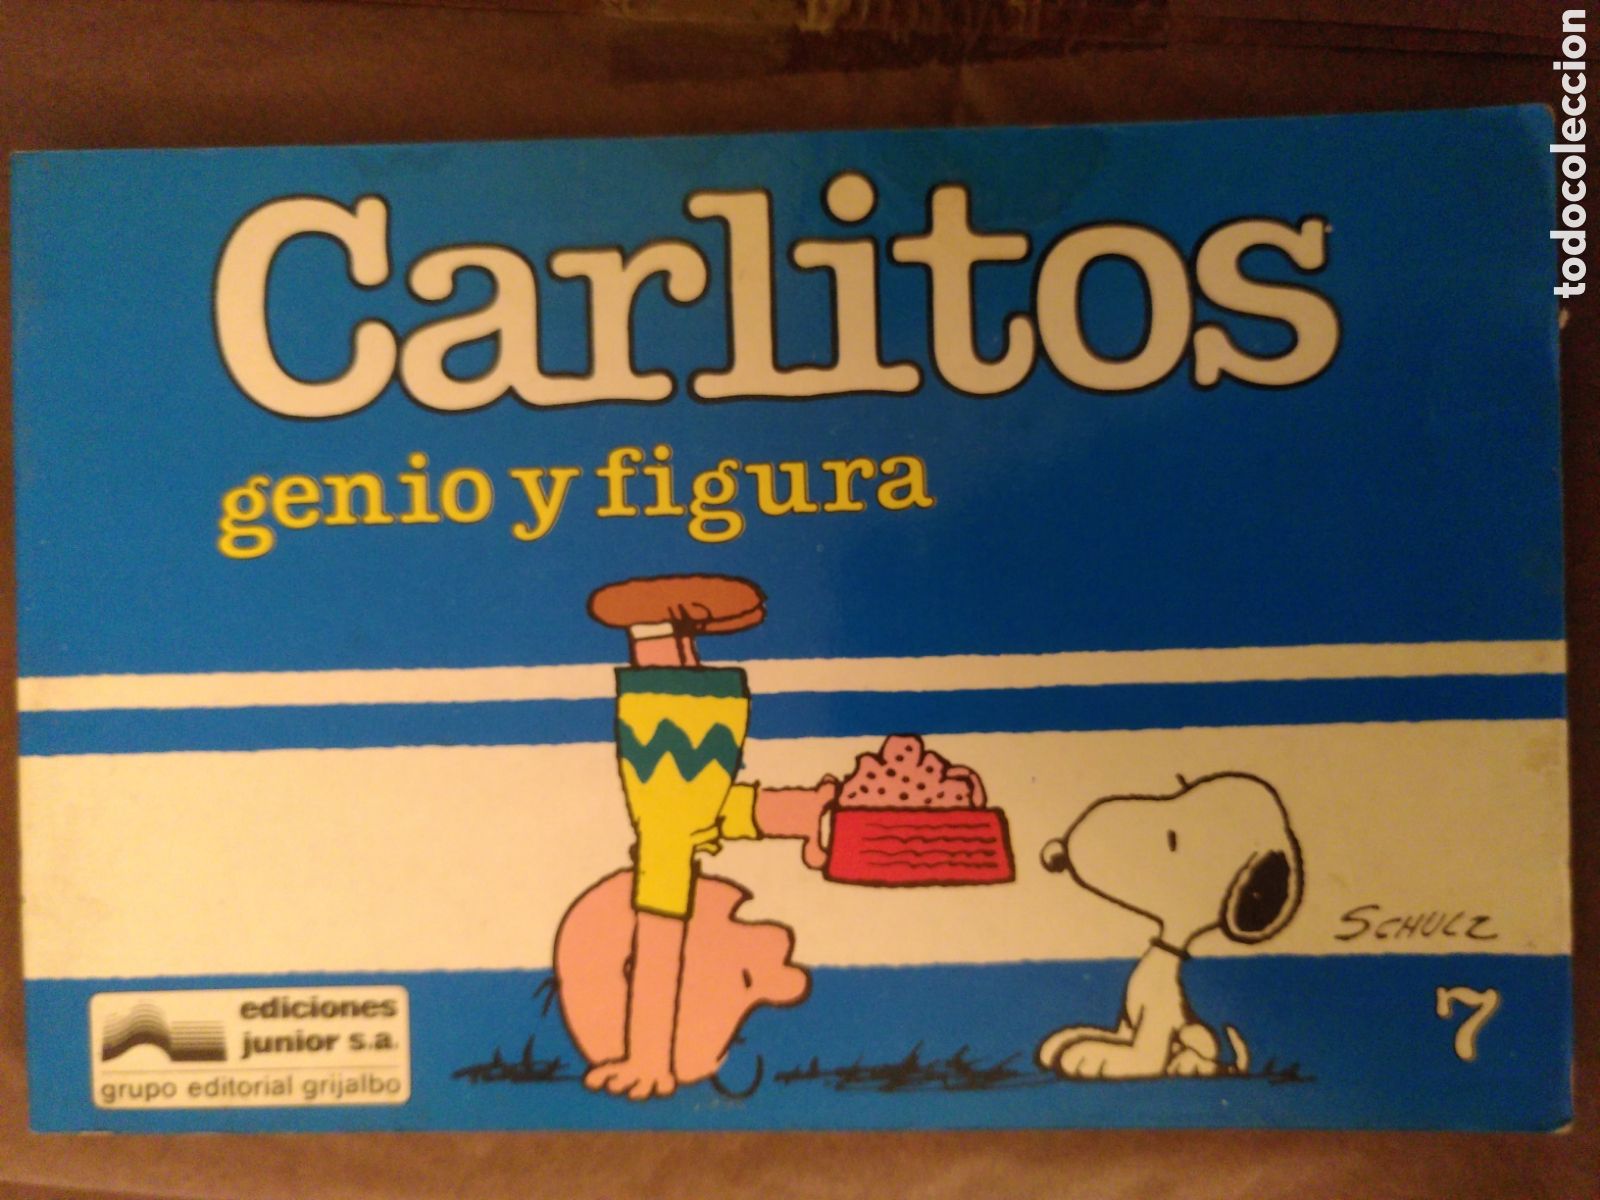 Carlitos
genio y figura
SCHULZ
7
ediciones
junior s.a.
grupo editorial grijalbo
todocoleccion